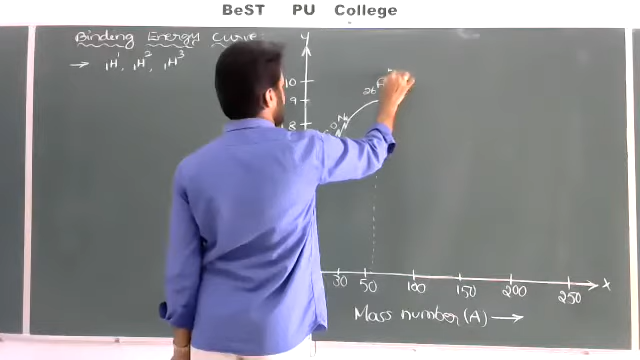 BeST PU College
Binding Energy Curve:
→ ₁H¹, ₁H², ₁H³
Y
10
9
8
O Ne
26
30 50 100 150 200 250 X
Mass number (A) →